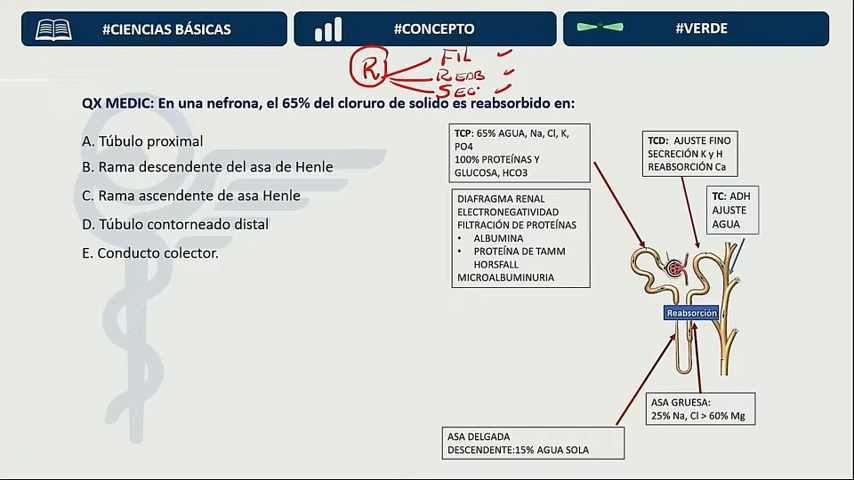 #CIENCIAS BÁSICAS
#CONCEPTO
#VERDE
R
FIL
REAB
SEC
QX MEDIC: En una nefrona, el 65% del cloruro de solido es reabsorbido en:
A. Túbulo proximal
B. Rama descendente del asa de Henle
C. Rama ascendente de asa Henle
D. Túbulo contorneado distal
E. Conducto colector.
TCP: 65% AGUA, Na, Cl, K,
PO4
100% PROTEÍNAS Y
GLUCOSA, HCO3
DIAFRAGMA RENAL
ELECTRONEGATIVIDAD
FILTRACIÓN DE PROTEÍNAS
• ALBUMINA
• PROTEÍNA DE TAMM
HORSFALL
MICROALBUMINURIA
TCD: AJUSTE FINO
SECRECIÓN K y H
REABSORCIÓN Ca
TC: ADH
AJUSTE
AGUA
Reabsorción
ASA GRUESA:
25% Na, Cl > 60% Mg
ASA DELGADA
DESCENDENTE:15% AGUA SOLA